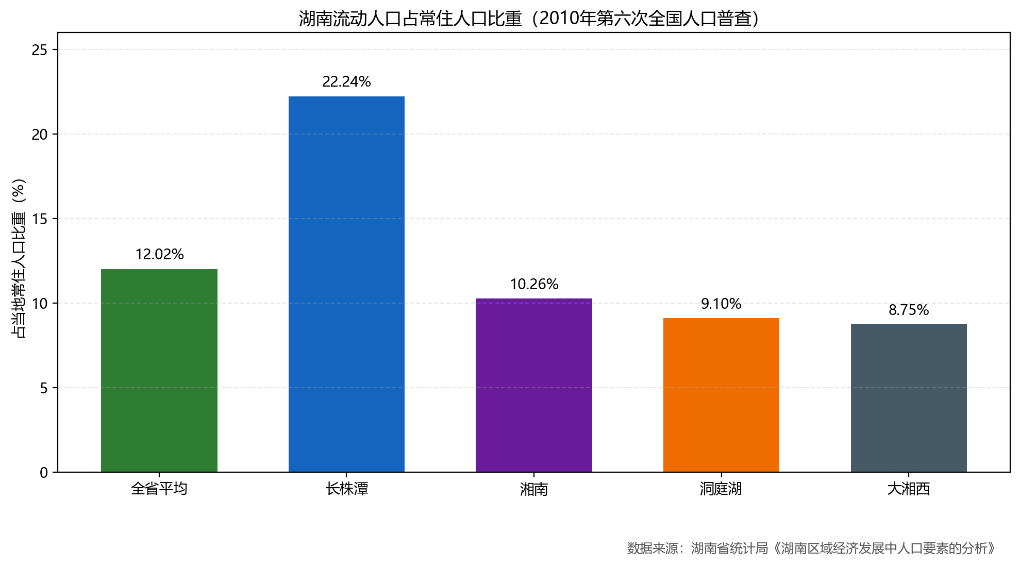 湖南流动人口占常住人口比重（2010年第六次全国人口普查）
占当地常住人口比重（%）
25
20
15
10
5
0
12.02%
22.24%
10.26%
9.10%
8.75%
全省平均
长株潭
湘南
洞庭湖
大湘西
数据来源：湖南省统计局《湖南区域经济发展中人口要素的分析》